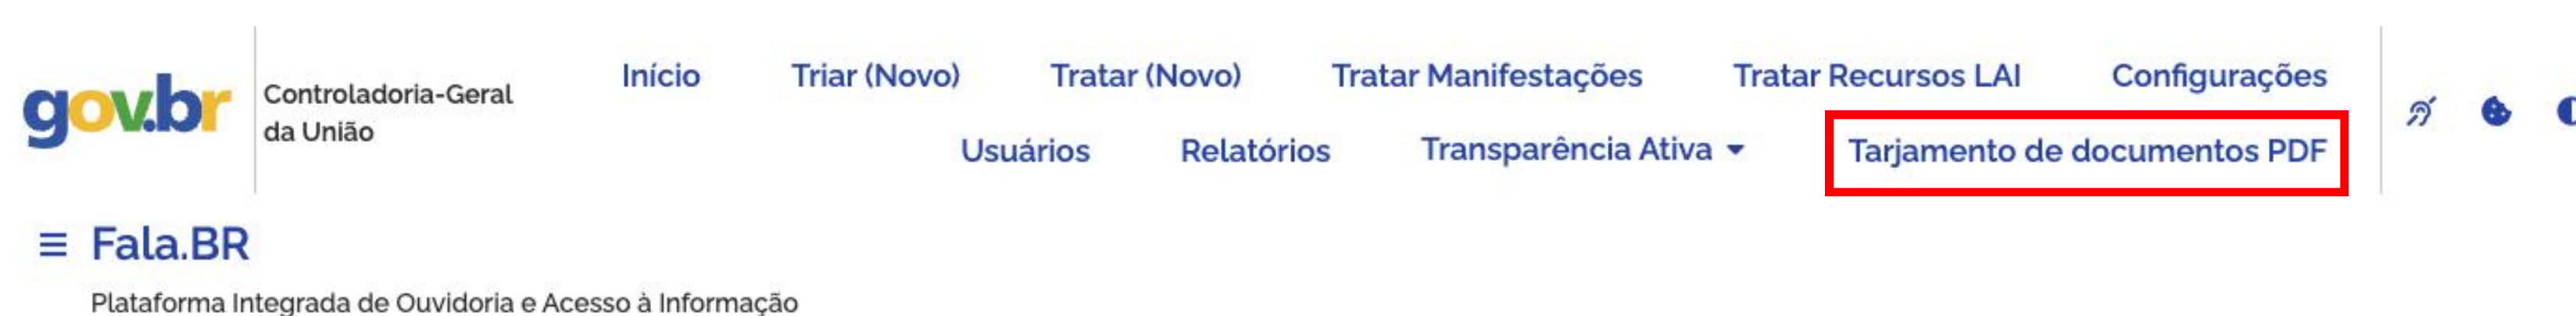 gov.br
Controladoria-Geral
da União
Início Triar (Novo) Tratar (Novo) Tratar Manifestações Tratar Recursos LAI Configurações
Usuários Relatórios Transparência Ativa Tarjamento de documentos PDF
Fala.BR
Plataforma Integrada de Ouvidoria e Acesso à Informação